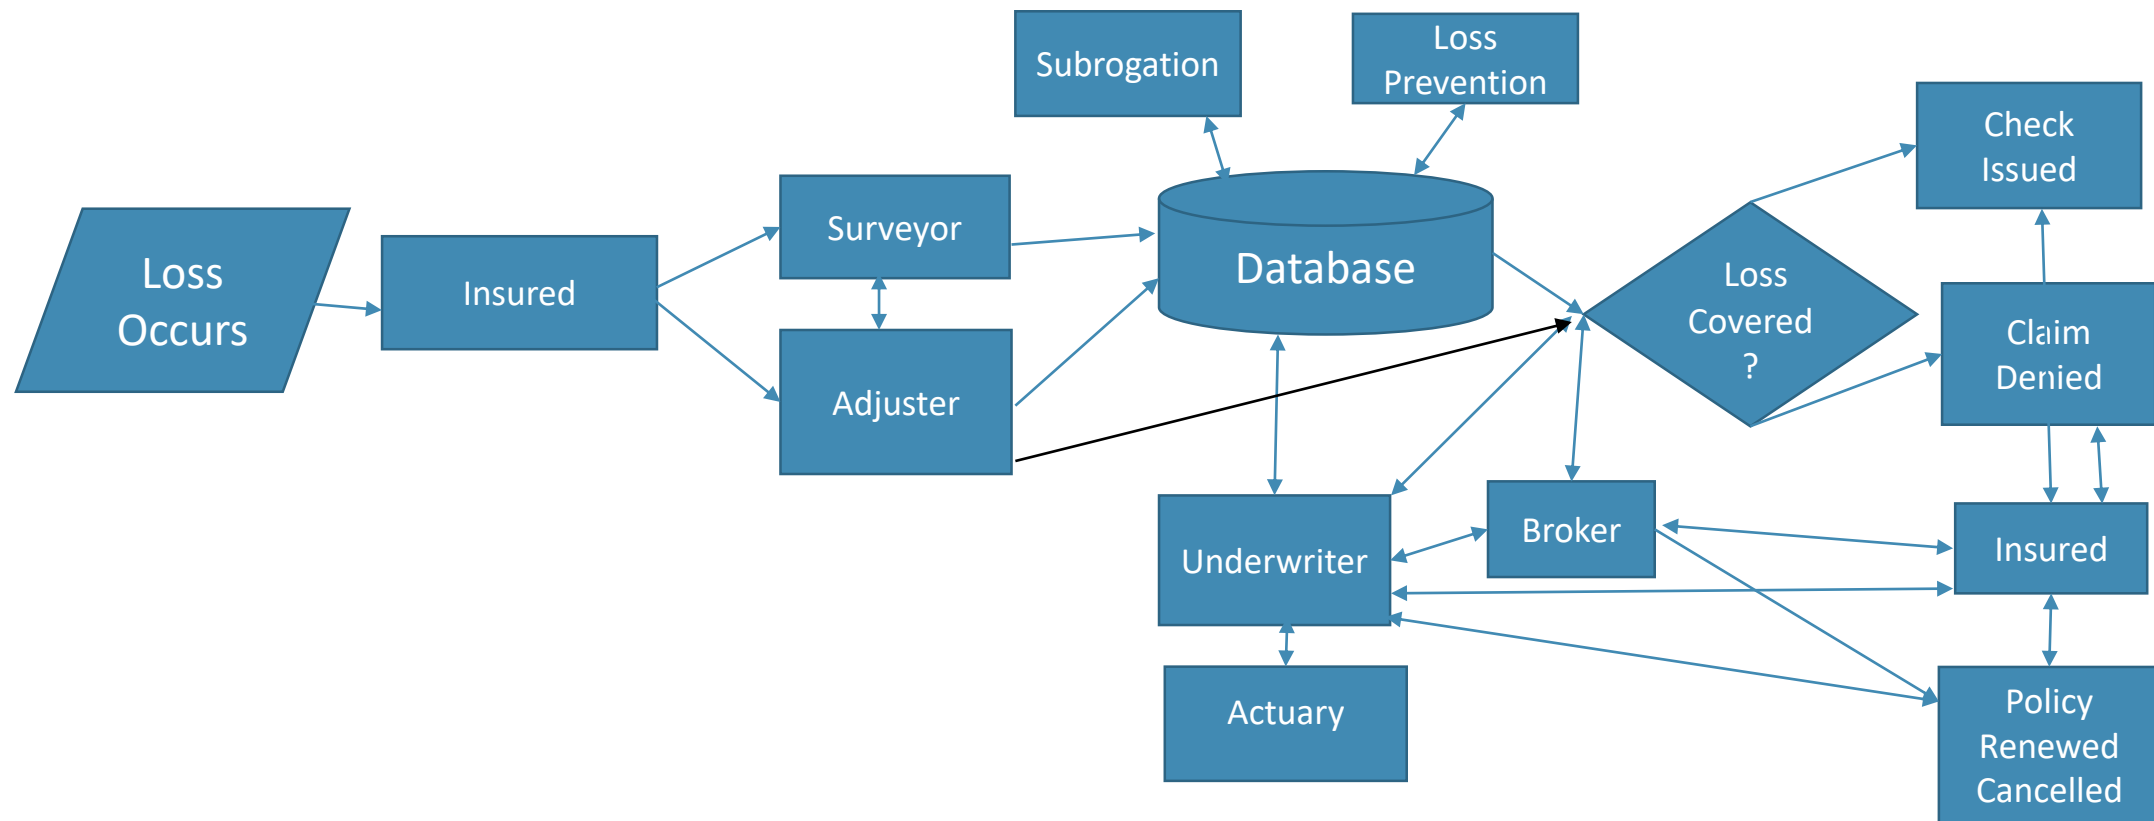 Subrogation
Loss
Prevention
Check
Issued
Surveyor
Loss
Occurs
Insured
Database
Loss
Covered
?
Claim
Denied
Adjuster
Underwriter
Broker
Insured
Actuary
Policy
Renewed
Cancelled